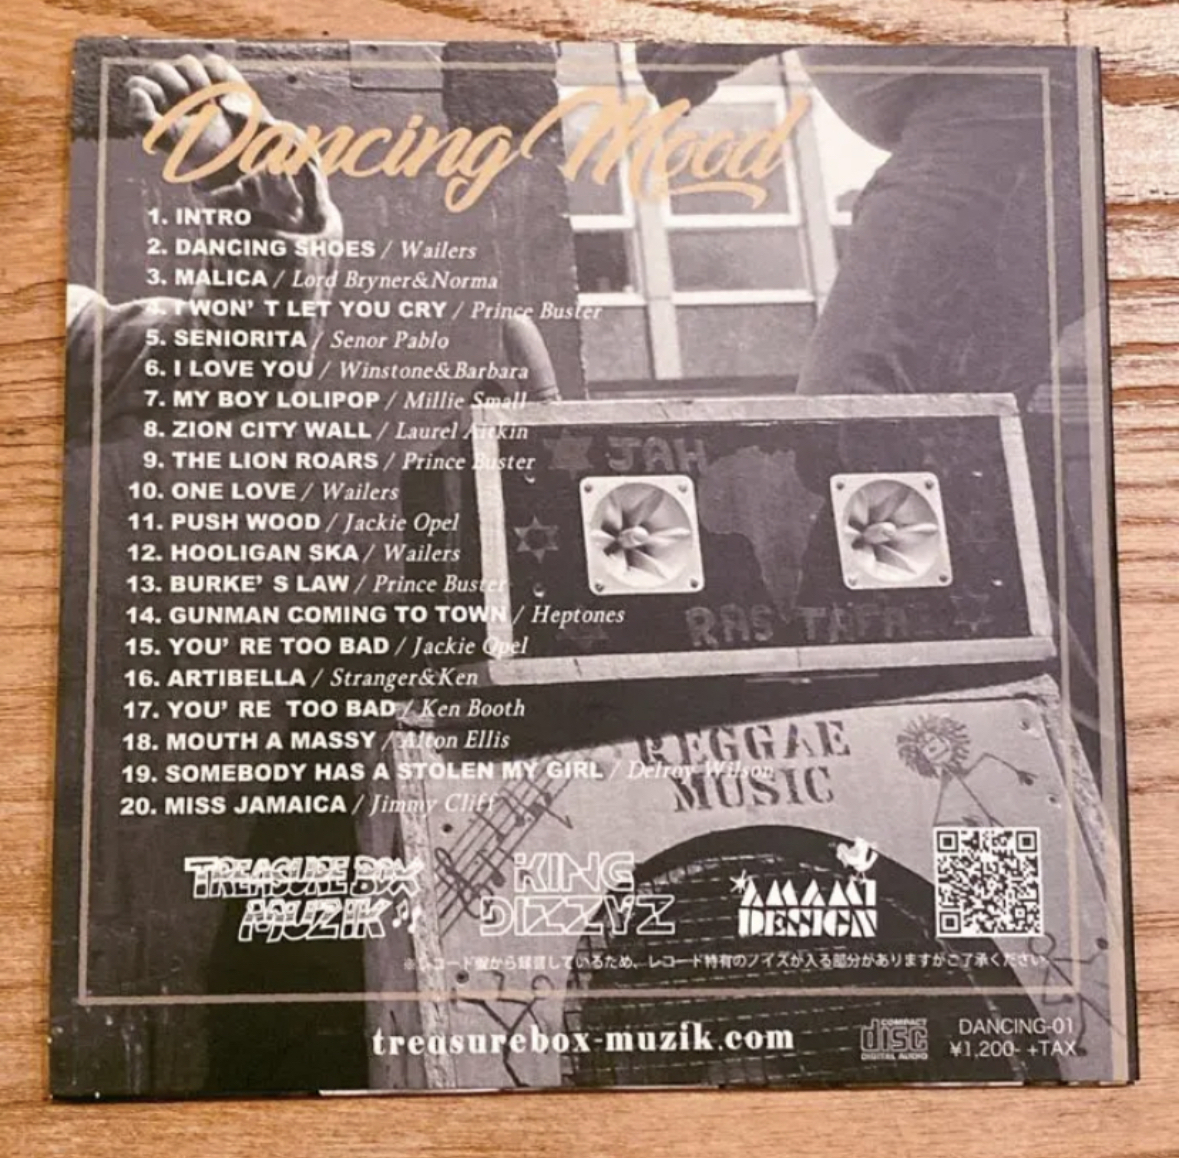 Dancing Mood
1. INTRO
2. DANCING SHOES / Wailers
3. MALICA / Lord Bryner&Norma
4. I WON' T LET YOU CRY / Prince Buster
5. SENIORITA / Senor Pablo
6. I LOVE YOU / Winstone&Barbara
7. MY BOY LOLIPOP / Millie Small
8. ZION CITY WALL / Laurel Aickin
9. THE LION ROARS / Prince Buster
10. ONE LOVE / Wailers
11. PUSH WOOD / Jackie Opel
12. HOOLIGAN SKA / Wailers
13. BURKE' S LAW / Prince Buster
14. GUNMAN COMING TO TOWN / Heptones
15. YOU' RE TOO BAD / Jackie Opel
16. ARTIBELLA / Stranger&Ken
17. YOU' RE TOO BAD / Ken Booth
18. MOUTH A MASSY / Alton Ellis
19. SOMEBODY HAS A STOLEN MY GIRL / Delroy Wilson
20. MISS JAMAICA / Jimmy Cliff
JAH
RAS TAFA
REGGAE
MUSIC
TREASURE BOX
MUZIK
KING
DIZZYZ
AMAMI
DESIGN
※レコード盤から録音しているため、レコード特有のノイズが入る部分がありますがご了承ください。
treasurebox-muzik.com
COMPACT
disc
DIGITAL AUDIO
DANCING-01
¥1,200- +TAX